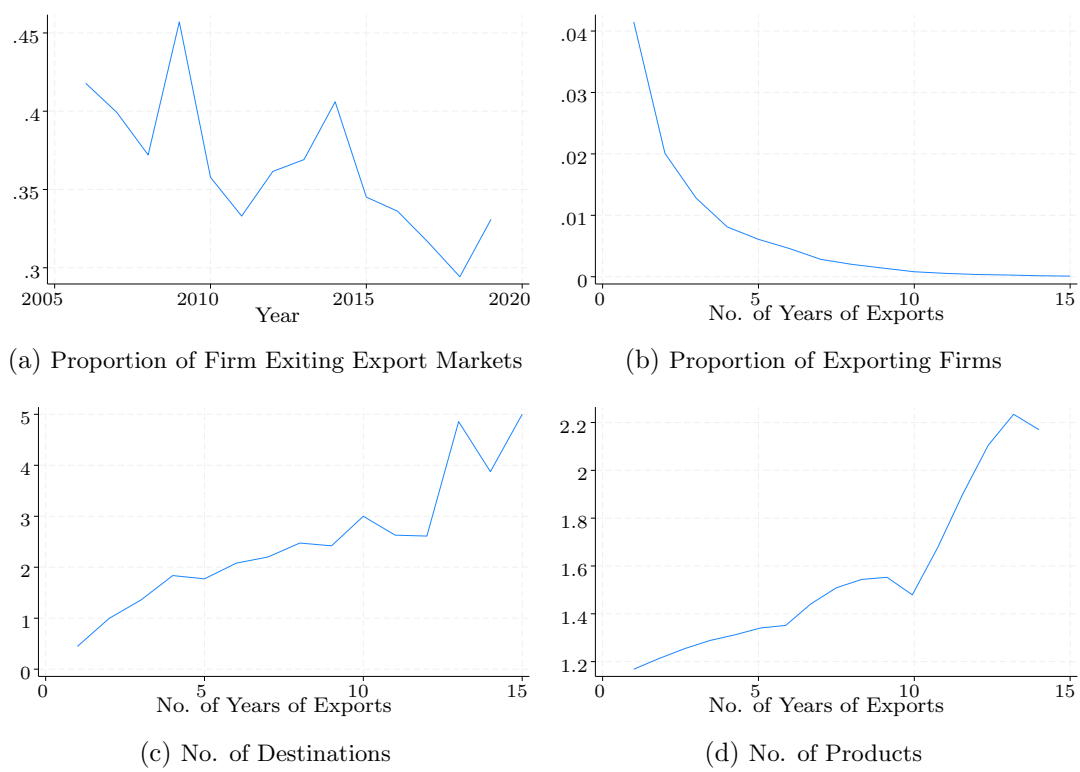 .45
.4
.35
.3
2005 2010 2015 2020
Year
(a) Proportion of Firm Exiting Export Markets
.04
.03
.02
.01
0
0 5 10 15
No. of Years of Exports
(b) Proportion of Exporting Firms
5
4
3
2
1
0
0 5 10 15
No. of Years of Exports
(c) No. of Destinations
2.2
2
1.8
1.6
1.4
1.2
0 5 10 15
No. of Years of Exports
(d) No. of Products